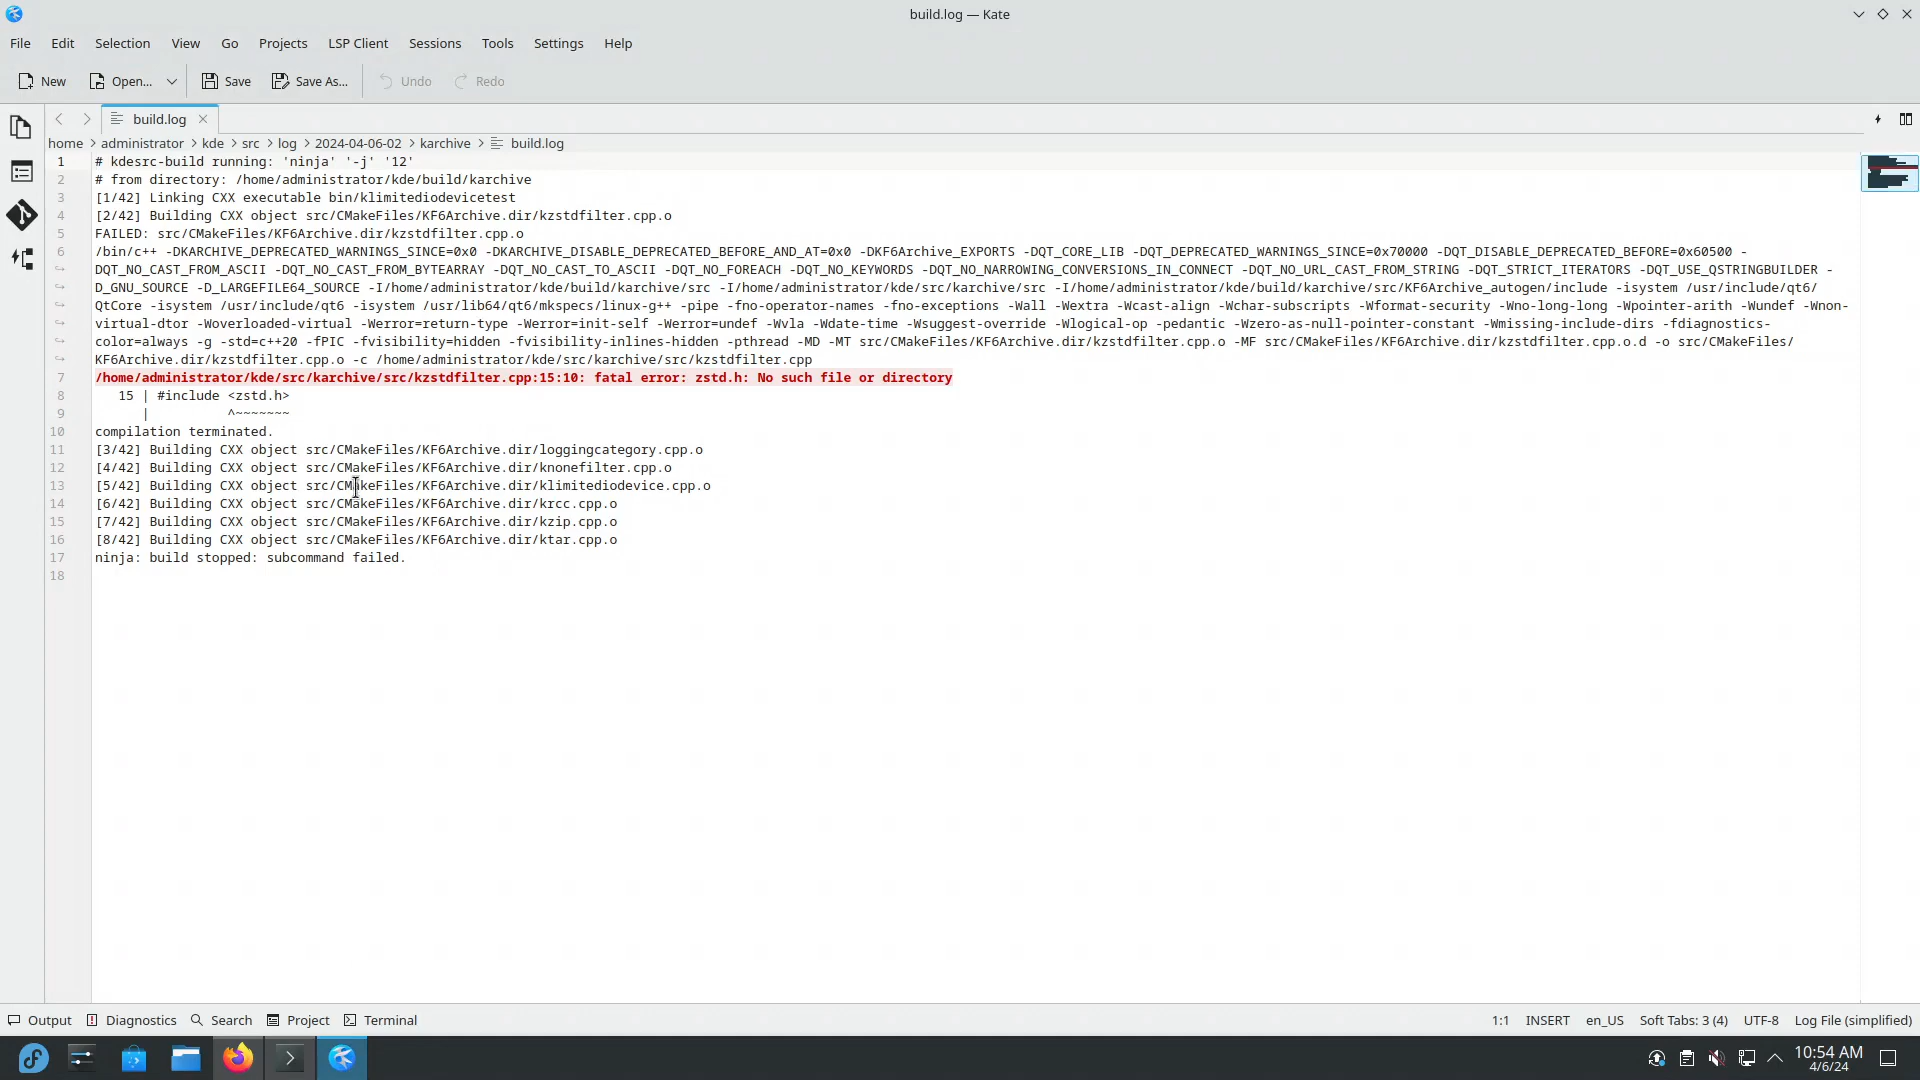 build.log — Kate
File Edit Selection View Go Projects LSP Client Sessions Tools Settings Help
New Open... Save Save As... Undo Redo
build.log
home > administrator > kde > src > log > 2024-04-06-02 > karchive > build.log
1 # kdesrc-build running: 'ninja' '-j' '12'
2 # from directory: /home/administrator/kde/build/karchive
3 [1/42] Linking CXX executable bin/klimitediodevicetest
4 [2/42] Building CXX object src/CMakeFiles/KF6Archive.dir/kzstdfilter.cpp.o
5 FAILED: src/CMakeFiles/KF6Archive.dir/kzstdfilter.cpp.o
6 /bin/c++ -DKARCHIVE_DEPRECATED_WARNINGS_SINCE=0x0 -DKARCHIVE_DISABLE_DEPRECATED_BEFORE_AND_AT=0x0 -DKF6Archive_EXPORTS -DQT_CORE_LIB -DQT_DEPRECATED_WARNINGS_SINCE=0x70000 -DQT_DISABLE_DEPRECATED_BEFORE=0x60500 -
DQT_NO_CAST_FROM_ASCII -DQT_NO_CAST_FROM_BYTEARRAY -DQT_NO_CAST_TO_ASCII -DQT_NO_FOREACH -DQT_NO_KEYWORDS -DQT_NO_NARROWING_CONVERSIONS_IN_CONNECT -DQT_NO_URL_CAST_FROM_STRING -DQT_STRICT_ITERATORS -DQT_USE_QSTRINGBUILDER -
D_GNU_SOURCE -D_LARGEFILE64_SOURCE -I/home/administrator/kde/build/karchive/src -I/home/administrator/kde/src/karchive/src -I/home/administrator/kde/build/karchive/src/KF6Archive_autogen/include -isystem /usr/include/qt6/
QtCore -isystem /usr/include/qt6 -isystem /usr/lib64/qt6/mkspecs/linux-g++ -pipe -fno-operator-names -fno-exceptions -Wall -Wextra -Wcast-align -Wchar-subscripts -Wformat-security -Wno-long-long -Wpointer-arith -Wundef -Wnon-
virtual-dtor -Woverloaded-virtual -Werror=return-type -Werror=init-self -Werror=undef -Wvla -Wdate-time -Wsuggest-override -Wlogical-op -pedantic -Wzero-as-null-pointer-constant -Wmissing-include-dirs -fdiagnostics-
color=always -g -std=c++20 -fPIC -fvisibility=hidden -fvisibility-inlines-hidden -pthread -MD -MT src/CMakeFiles/KF6Archive.dir/kzstdfilter.cpp.o -MF src/CMakeFiles/KF6Archive.dir/kzstdfilter.cpp.o.d -o src/CMakeFiles/
KF6Archive.dir/kzstdfilter.cpp.o -c /home/administrator/kde/src/karchive/src/kzstdfilter.cpp
7 /home/administrator/kde/src/karchive/src/kzstdfilter.cpp:15:10: fatal error: zstd.h: No such file or directory
8    15 | #include <zstd.h>
9       |          ^~~~~~~~
10 compilation terminated.
11 [3/42] Building CXX object src/CMakeFiles/KF6Archive.dir/loggingcategory.cpp.o
12 [4/42] Building CXX object src/CMakeFiles/KF6Archive.dir/knonefilter.cpp.o
13 [5/42] Building CXX object src/CMakeFiles/KF6Archive.dir/klimitediodevice.cpp.o
14 [6/42] Building CXX object src/CMakeFiles/KF6Archive.dir/krcc.cpp.o
15 [7/42] Building CXX object src/CMakeFiles/KF6Archive.dir/kzip.cpp.o
16 [8/42] Building CXX object src/CMakeFiles/KF6Archive.dir/ktar.cpp.o
17 ninja: build stopped: subcommand failed.
18
Output Diagnostics Search Project Terminal 1:1 INSERT en_US Soft Tabs: 3 (4) UTF-8 Log File (simplified)
10:54 AM
4/6/24